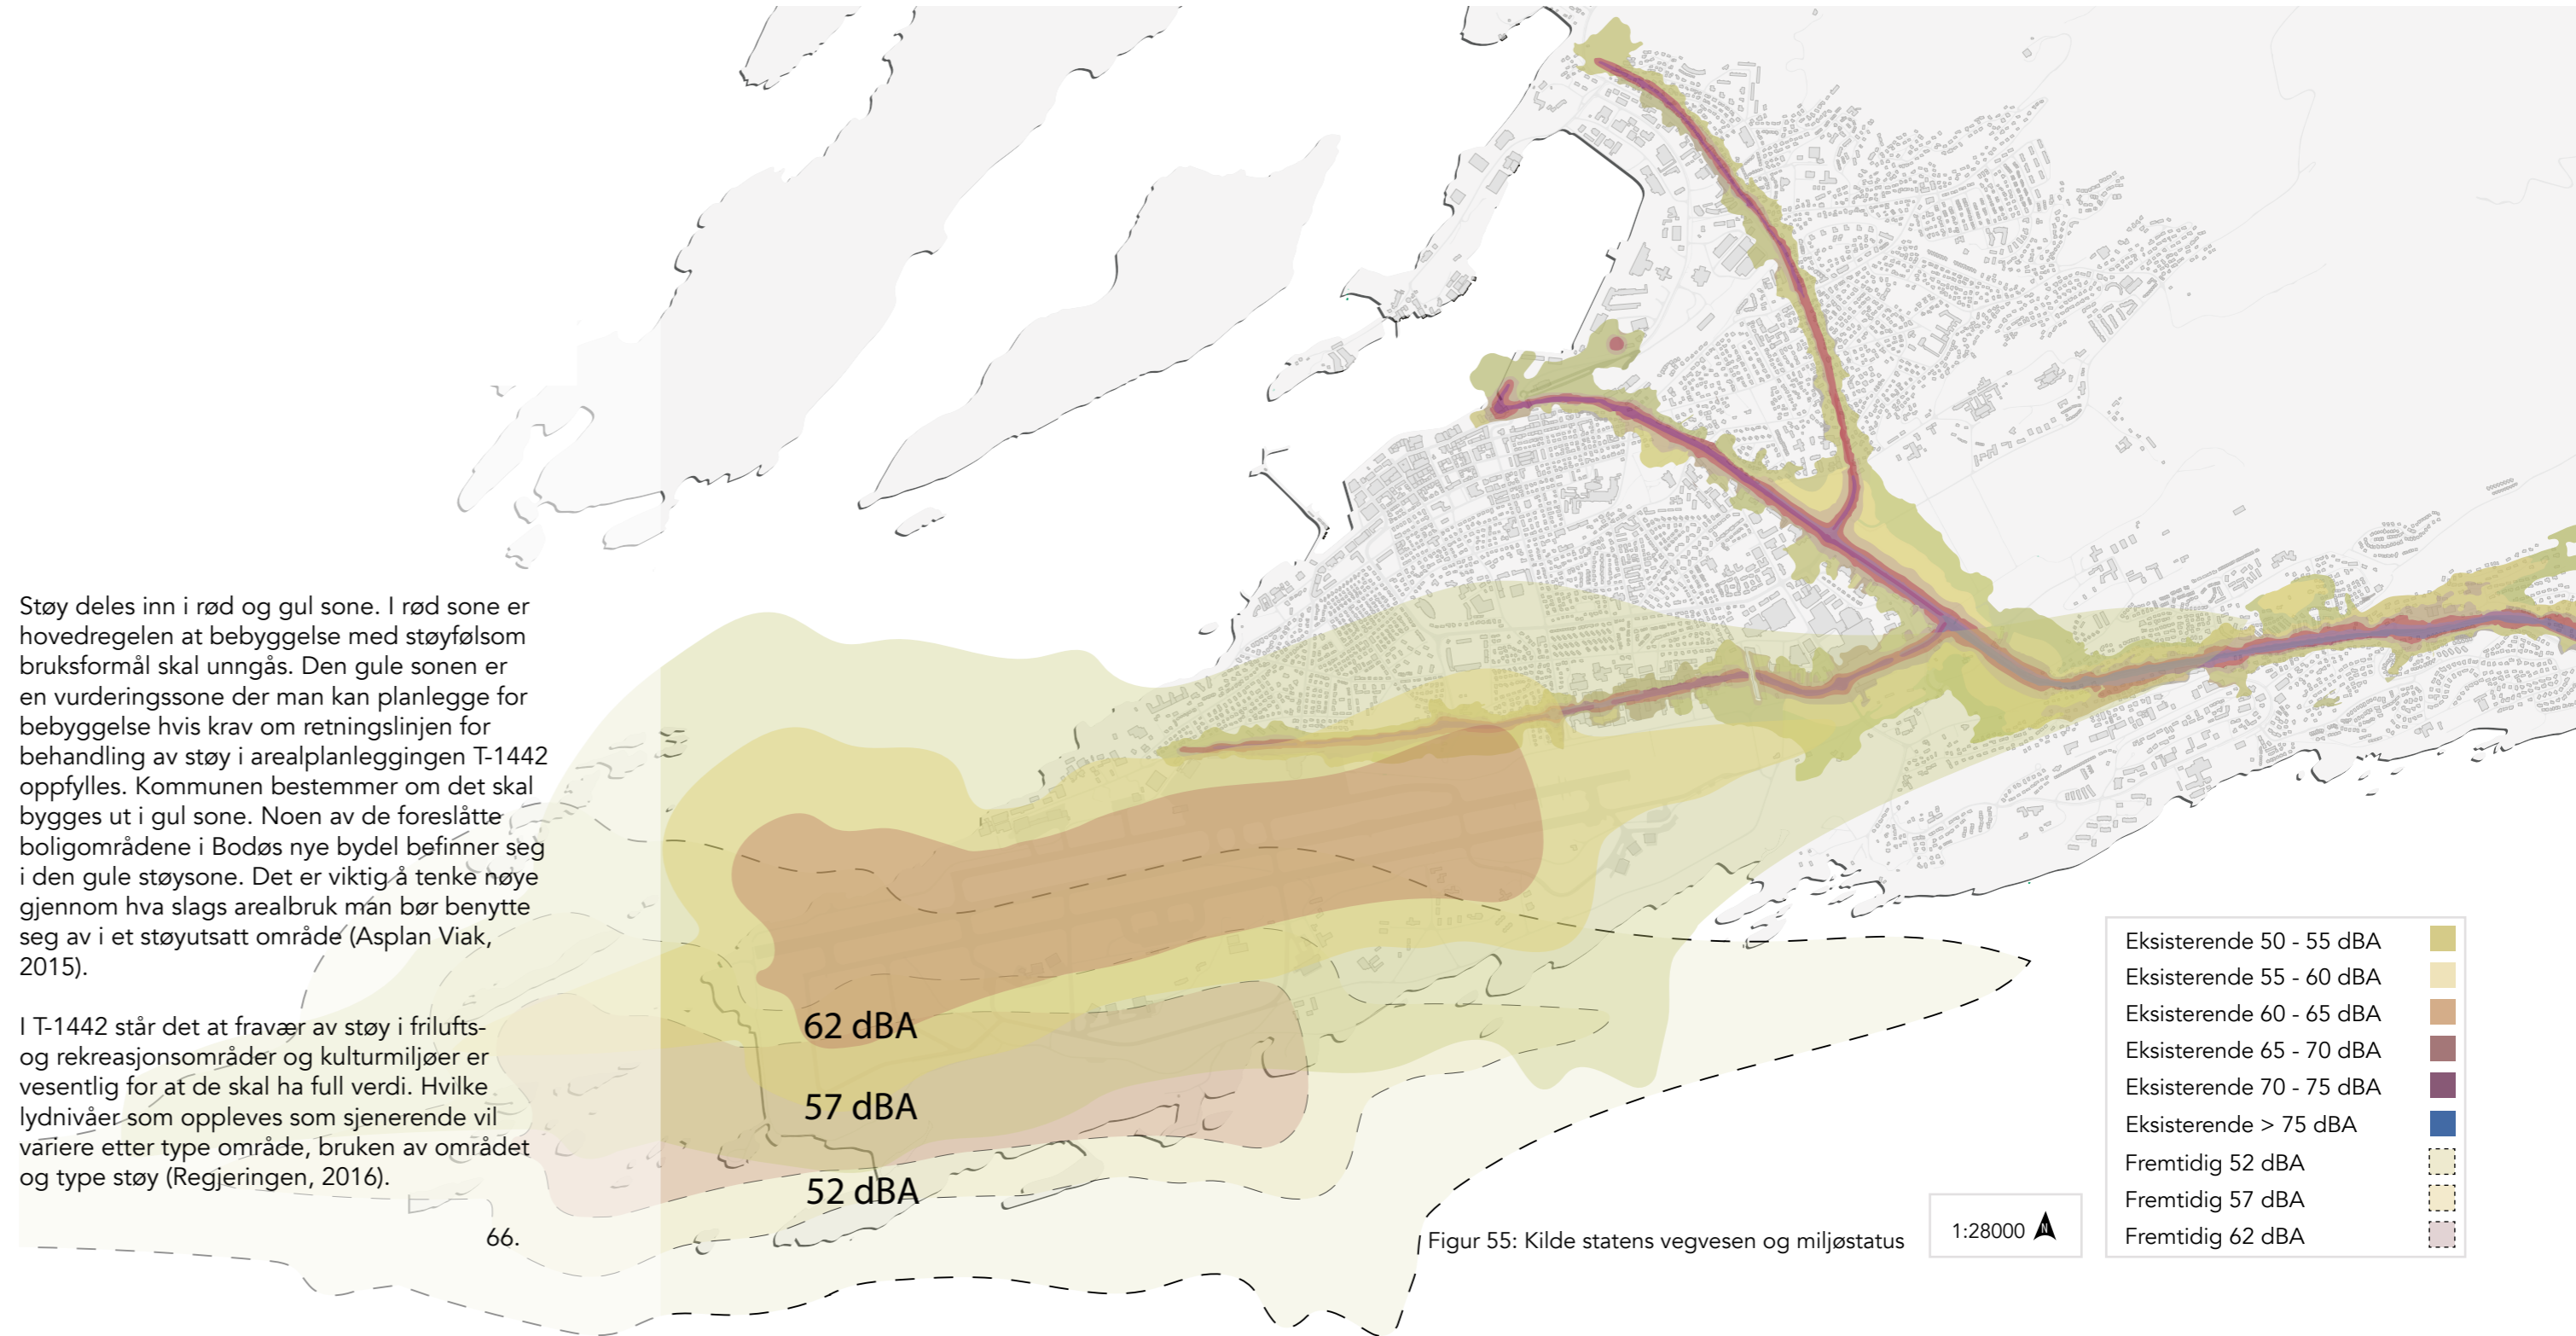 Støy deles inn i rød og gul sone. I rød sone er
hovedregelen at bebyggelse med støyfølsom
bruksformål skal unngås. Den gule sonen er
en vurderingssone der man kan planlegge for
bebyggelse hvis krav om retningslinjen for
behandling av støy i arealplanleggingen T-1442
oppfylles. Kommunen bestemmer om det skal
bygges ut i gul sone. Noen av de foreslåtte
boligområdene i Bodøs nye bydel befinner seg
i den gule støysone. Det er viktig å tenke nøye
gjennom hva slags arealbruk man bør benytte
seg av i et støyutsatt område (Asplan Viak,
2015).
I T-1442 står det at fravær av støy i frilufts-
og rekreasjonsområder og kulturmiljøer er
vesentlig for at de skal ha full verdi. Hvilke
lydnivåer som oppleves som sjenerende vil
variere etter type område, bruken av området
og type støy (Regjeringen, 2016).
66.
62 dBA
57 dBA
52 dBA
Figur 55: Kilde statens vegvesen og miljøstatus
1:28000
N
Eksisterende 50 - 55 dBA
Eksisterende 55 - 60 dBA
Eksisterende 60 - 65 dBA
Eksisterende 65 - 70 dBA
Eksisterende 70 - 75 dBA
Eksisterende > 75 dBA
Fremtidig 52 dBA
Fremtidig 57 dBA
Fremtidig 62 dBA